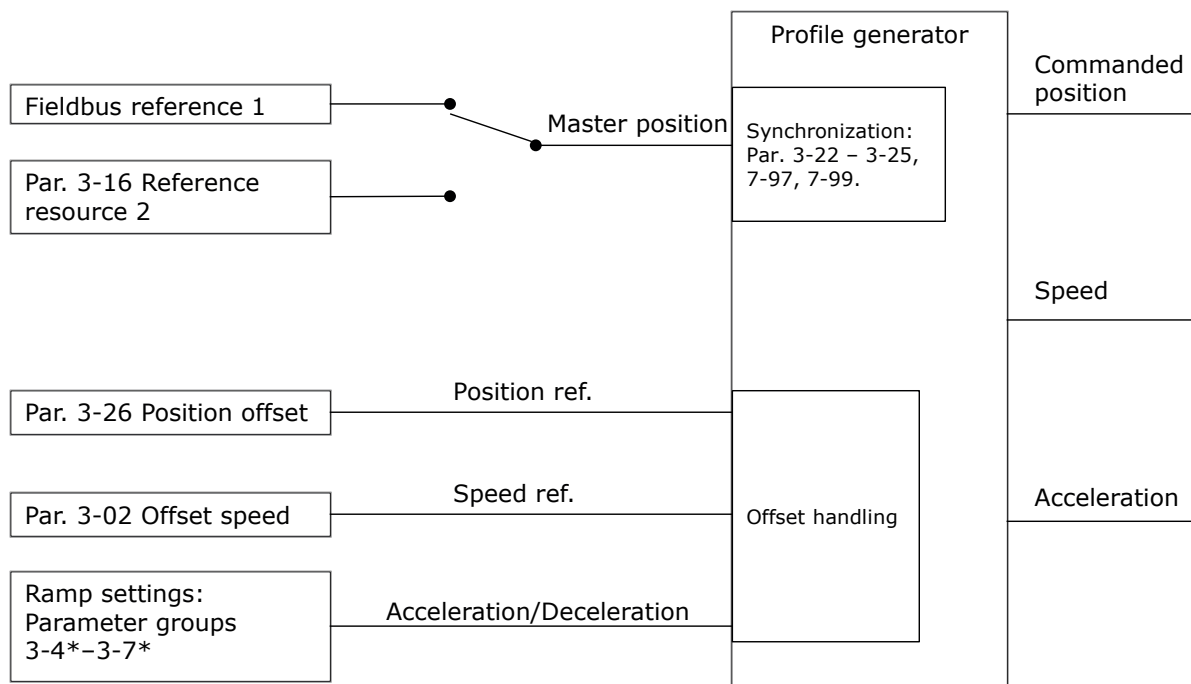 Profile generator
Commanded
position
Fieldbus reference 1
Master position
Synchronization:
Par. 3-22 – 3-25,
7-97, 7-99.
Par. 3-16 Reference
resource 2
Speed
Par. 3-26 Position offset
Position ref.
Par. 3-02 Offset speed
Speed ref.
Offset handling
Acceleration
Ramp settings:
Parameter groups
3-4*–3-7*
Acceleration/Deceleration